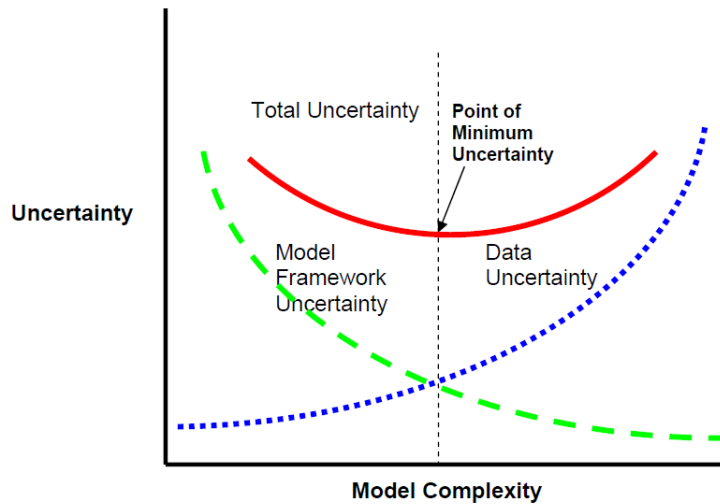 Total Uncertainty
Point of
Minimum
Uncertainty
Uncertainty
Model
Framework
Uncertainty
Data
Uncertainty
Model Complexity